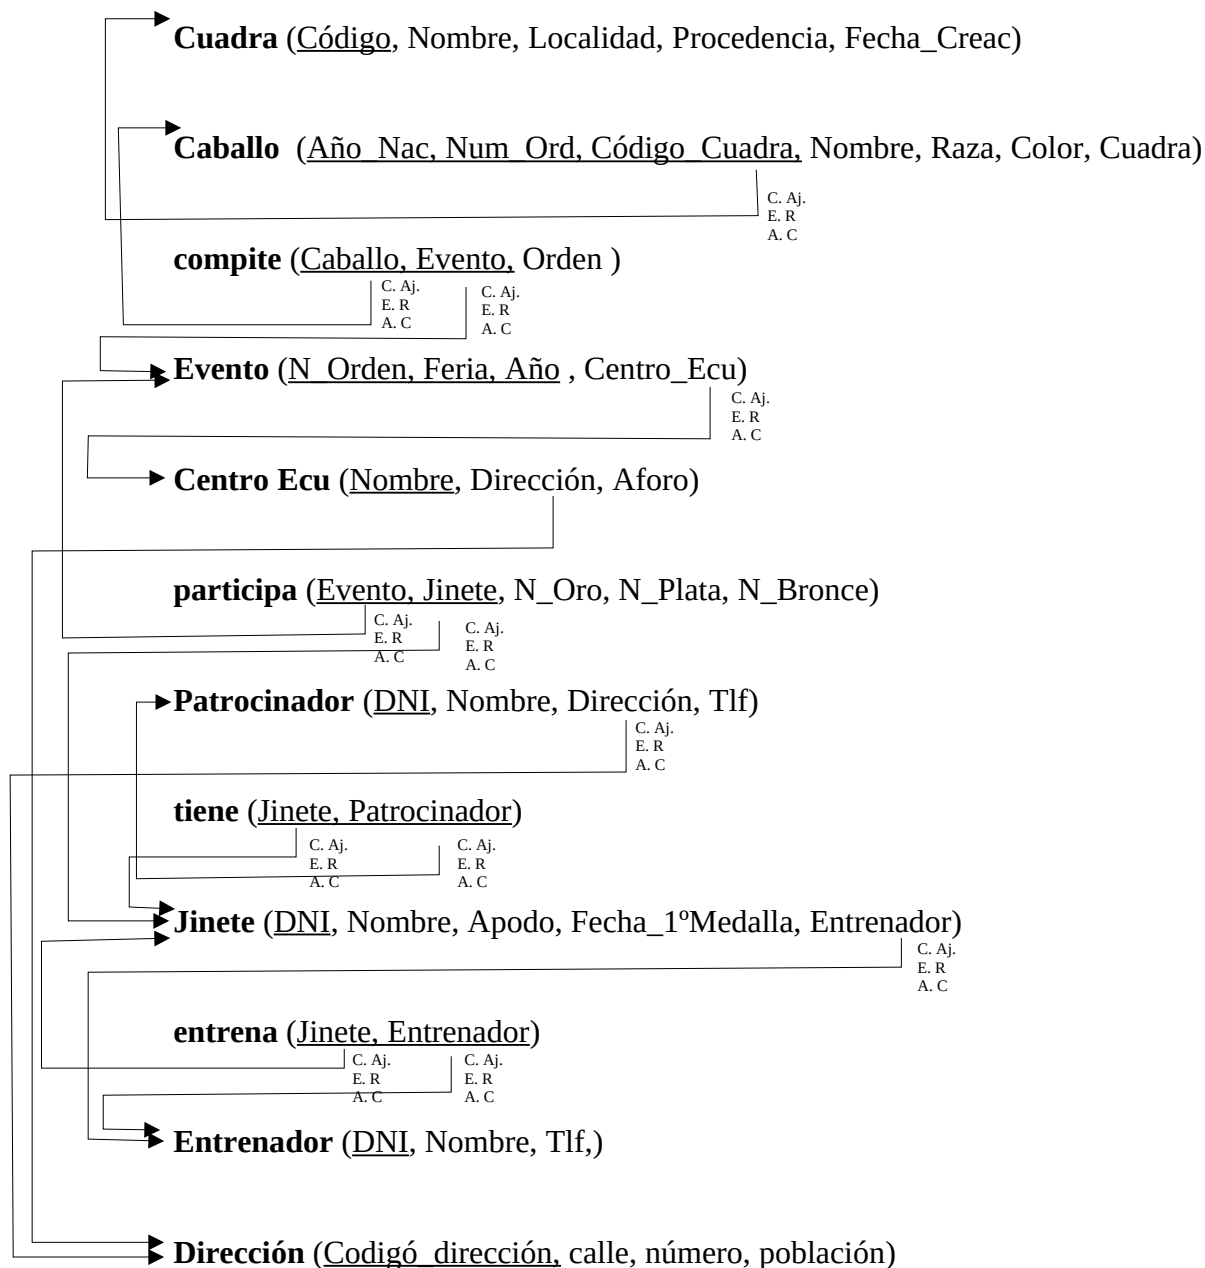 Cuadra (Código, Nombre, Localidad, Procedencia, Fecha_Creac)
Caballo (Año_Nac, Num_Ord, Código_Cuadra, Nombre, Raza, Color, Cuadra)
C. Aj.
E. R
A. C
compite (Caballo, Evento, Orden )
C. Aj.
E. R
A. C
C. Aj.
E. R
A. C
Evento (N_Orden, Feria, Año , Centro_Ecu)
C. Aj.
E. R
A. C
Centro Ecu (Nombre, Dirección, Aforo)
participa (Evento, Jinete, N_Oro, N_Plata, N_Bronce)
C. Aj.
E. R
A. C
C. Aj.
E. R
A. C
Patrocinador (DNI, Nombre, Dirección, Tlf)
C. Aj.
E. R
A. C
tiene (Jinete, Patrocinador)
C. Aj.
E. R
A. C
C. Aj.
E. R
A. C
Jinete (DNI, Nombre, Apodo, Fecha_1ºMedalla, Entrenador)
C. Aj.
E. R
A. C
entrena (Jinete, Entrenador)
C. Aj.
E. R
A. C
C. Aj.
E. R
A. C
Entrenador (DNI, Nombre, Tlf,)
Dirección (Codigó_dirección, calle, número, población)